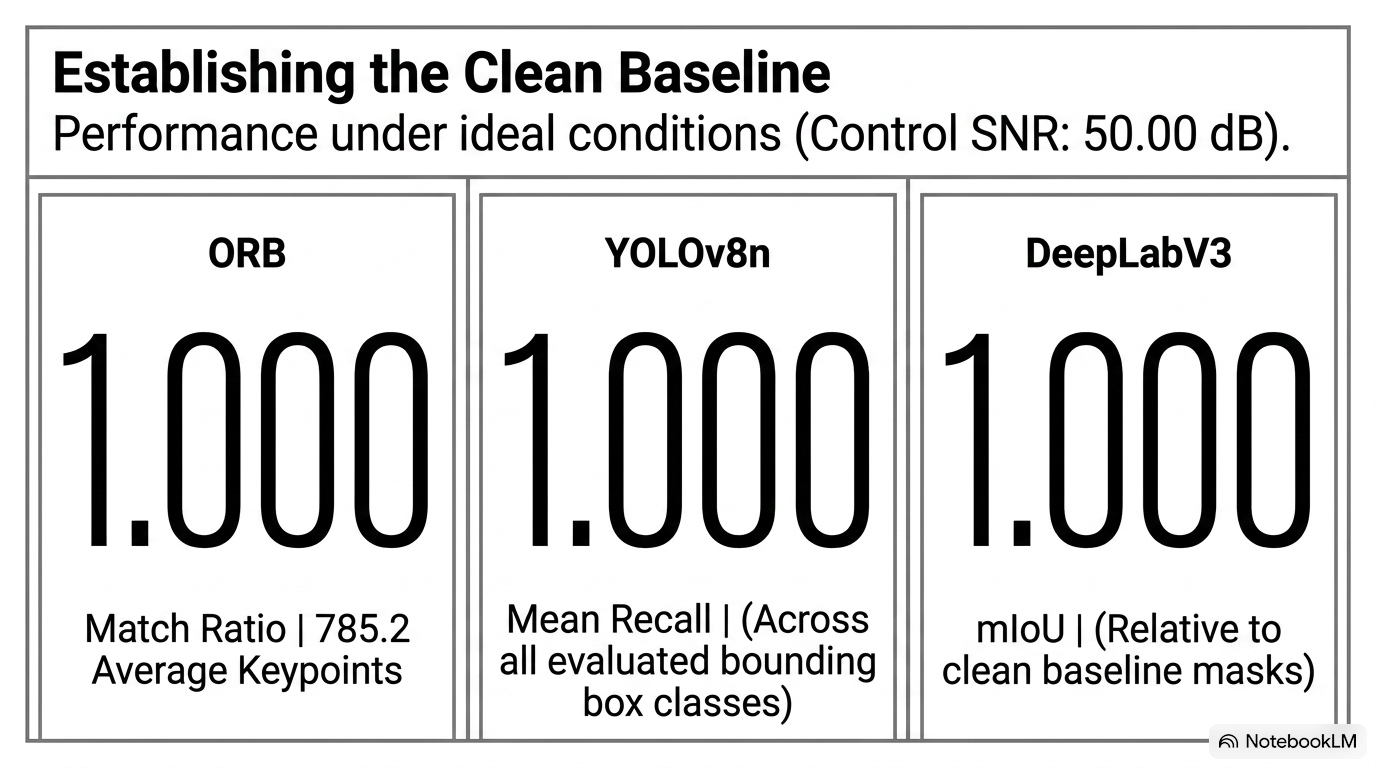 Establishing the Clean Baseline
Performance under ideal conditions (Control SNR: 50.00 dB).
ORB
1.000
Match Ratio | 785.2
Average Keypoints
YOLOv8n
1.000
Mean Recall | (Across
all evaluated bounding
box classes)
DeepLabV3
1.000
mIoU | (Relative to
clean baseline masks)
NotebookLM